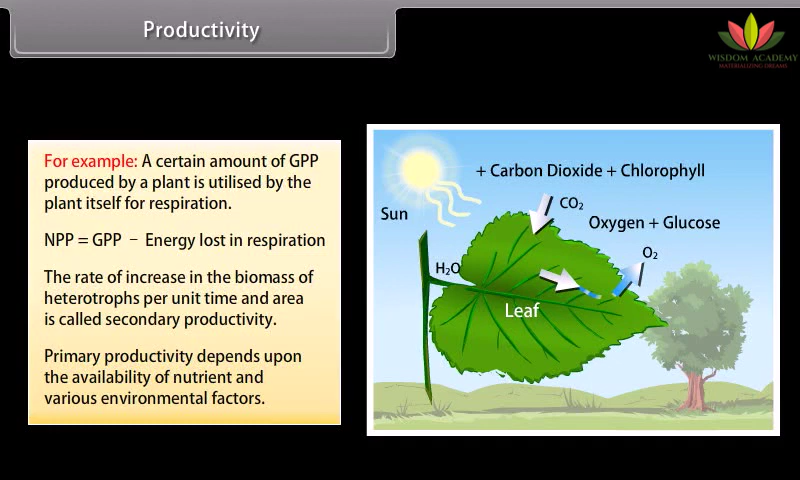 Productivity
WISDOM ACADEMY
MATERIALIZING DREAMS
For example: A certain amount of GPP
produced by a plant is utilised by the
plant itself for respiration.
NPP = GPP − Energy lost in respiration
The rate of increase in the biomass of
heterotrophs per unit time and area
is called secondary productivity.
Primary productivity depends upon
the availability of nutrient and
various environmental factors.
+ Carbon Dioxide + Chlorophyll
Sun
CO₂
Oxygen + Glucose
O₂
H₂O
Leaf